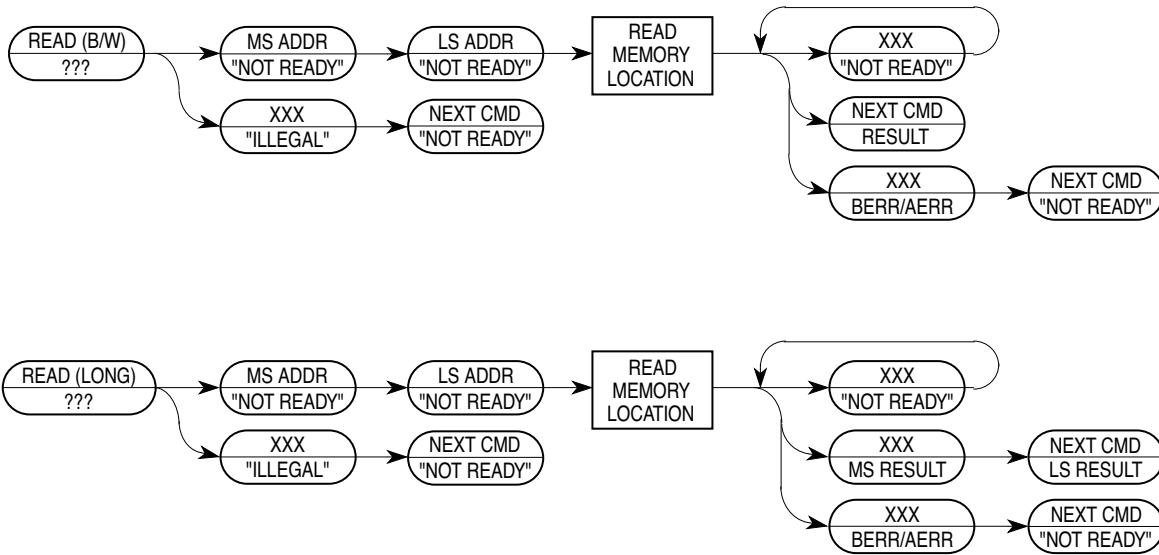 READ (B/W)
???
MS ADDR
"NOT READY"
LS ADDR
"NOT READY"
READ
MEMORY
LOCATION
XXX
"NOT READY"
XXX
"ILLEGAL"
NEXT CMD
"NOT READY"
NEXT CMD
RESULT
XXX
BERR/AERR
NEXT CMD
"NOT READY"
READ (LONG)
???
MS ADDR
"NOT READY"
LS ADDR
"NOT READY"
READ
MEMORY
LOCATION
XXX
"NOT READY"
XXX
"ILLEGAL"
NEXT CMD
"NOT READY"
XXX
MS RESULT
NEXT CMD
LS RESULT
XXX
BERR/AERR
NEXT CMD
"NOT READY"